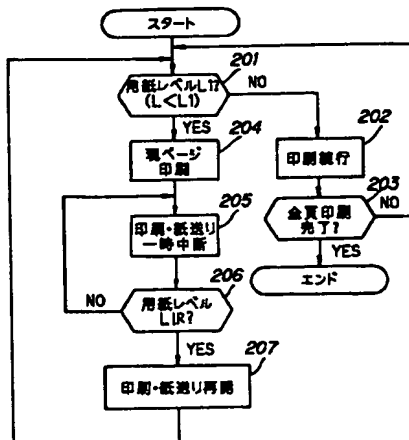 スタート
用紙レベルL1?
(L<L1)
201
NO
YES
204
現ページ
印刷
202
印刷続行
203
全頁印刷
完了?
NO
YES
エンド
205
印刷・紙送り
一時中断
206
用紙レベル
L1R?
NO
YES
207
印刷・紙送り再開